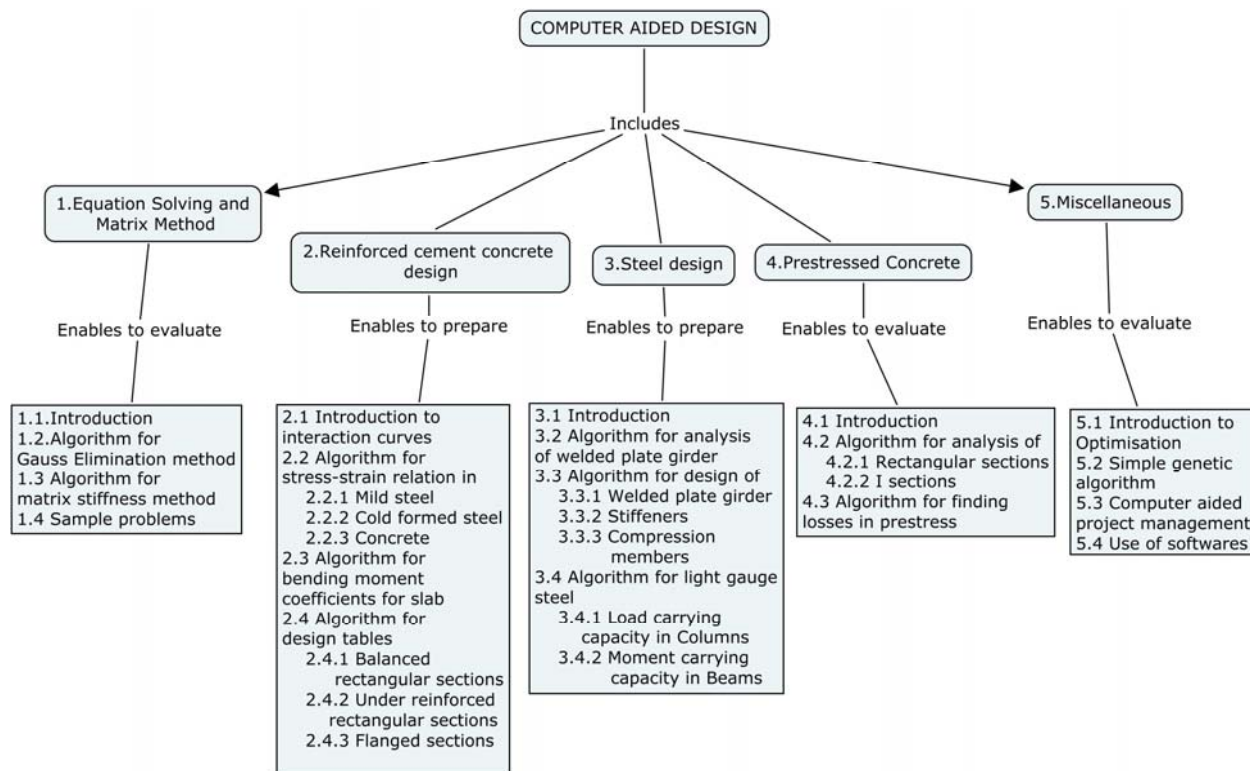 COMPUTER AIDED DESIGN
Includes
1.Equation Solving and
Matrix Method
2.Reinforced cement concrete
design
3.Steel design
4.Prestressed Concrete
5.Miscellaneous
Enables to evaluate
Enables to prepare
Enables to prepare
Enables to evaluate
Enables to evaluate
1.1.Introduction
1.2.Algorithm for
Gauss Elimination method
1.3 Algorithm for
matrix stiffness method
1.4 Sample problems
2.1 Introduction to
interaction curves
2.2 Algorithm for
stress-strain relation in
2.2.1 Mild steel
2.2.2 Cold formed steel
2.2.3 Concrete
2.3 Algorithm for
bending moment
coefficients for slab
2.4 Algorithm for
design tables
2.4.1 Balanced
rectangular sections
2.4.2 Under reinforced
rectangular sections
2.4.3 Flanged sections
3.1 Introduction
3.2 Algorithm for analysis
of welded plate girder
3.3 Algorithm for design of
3.3.1 Welded plate girder
3.3.2 Stiffeners
3.3.3 Compression
members
3.4 Algorithm for light gauge
steel
3.4.1 Load carrying
capacity in Columns
3.4.2 Moment carrying
capacity in Beams
4.1 Introduction
4.2 Algorithm for analysis of
4.2.1 Rectangular sections
4.2.2 I sections
4.3 Algorithm for finding
losses in prestress
5.1 Introduction to
Optimisation
5.2 Simple genetic
algorithm
5.3 Computer aided
project management
5.4 Use of softwares